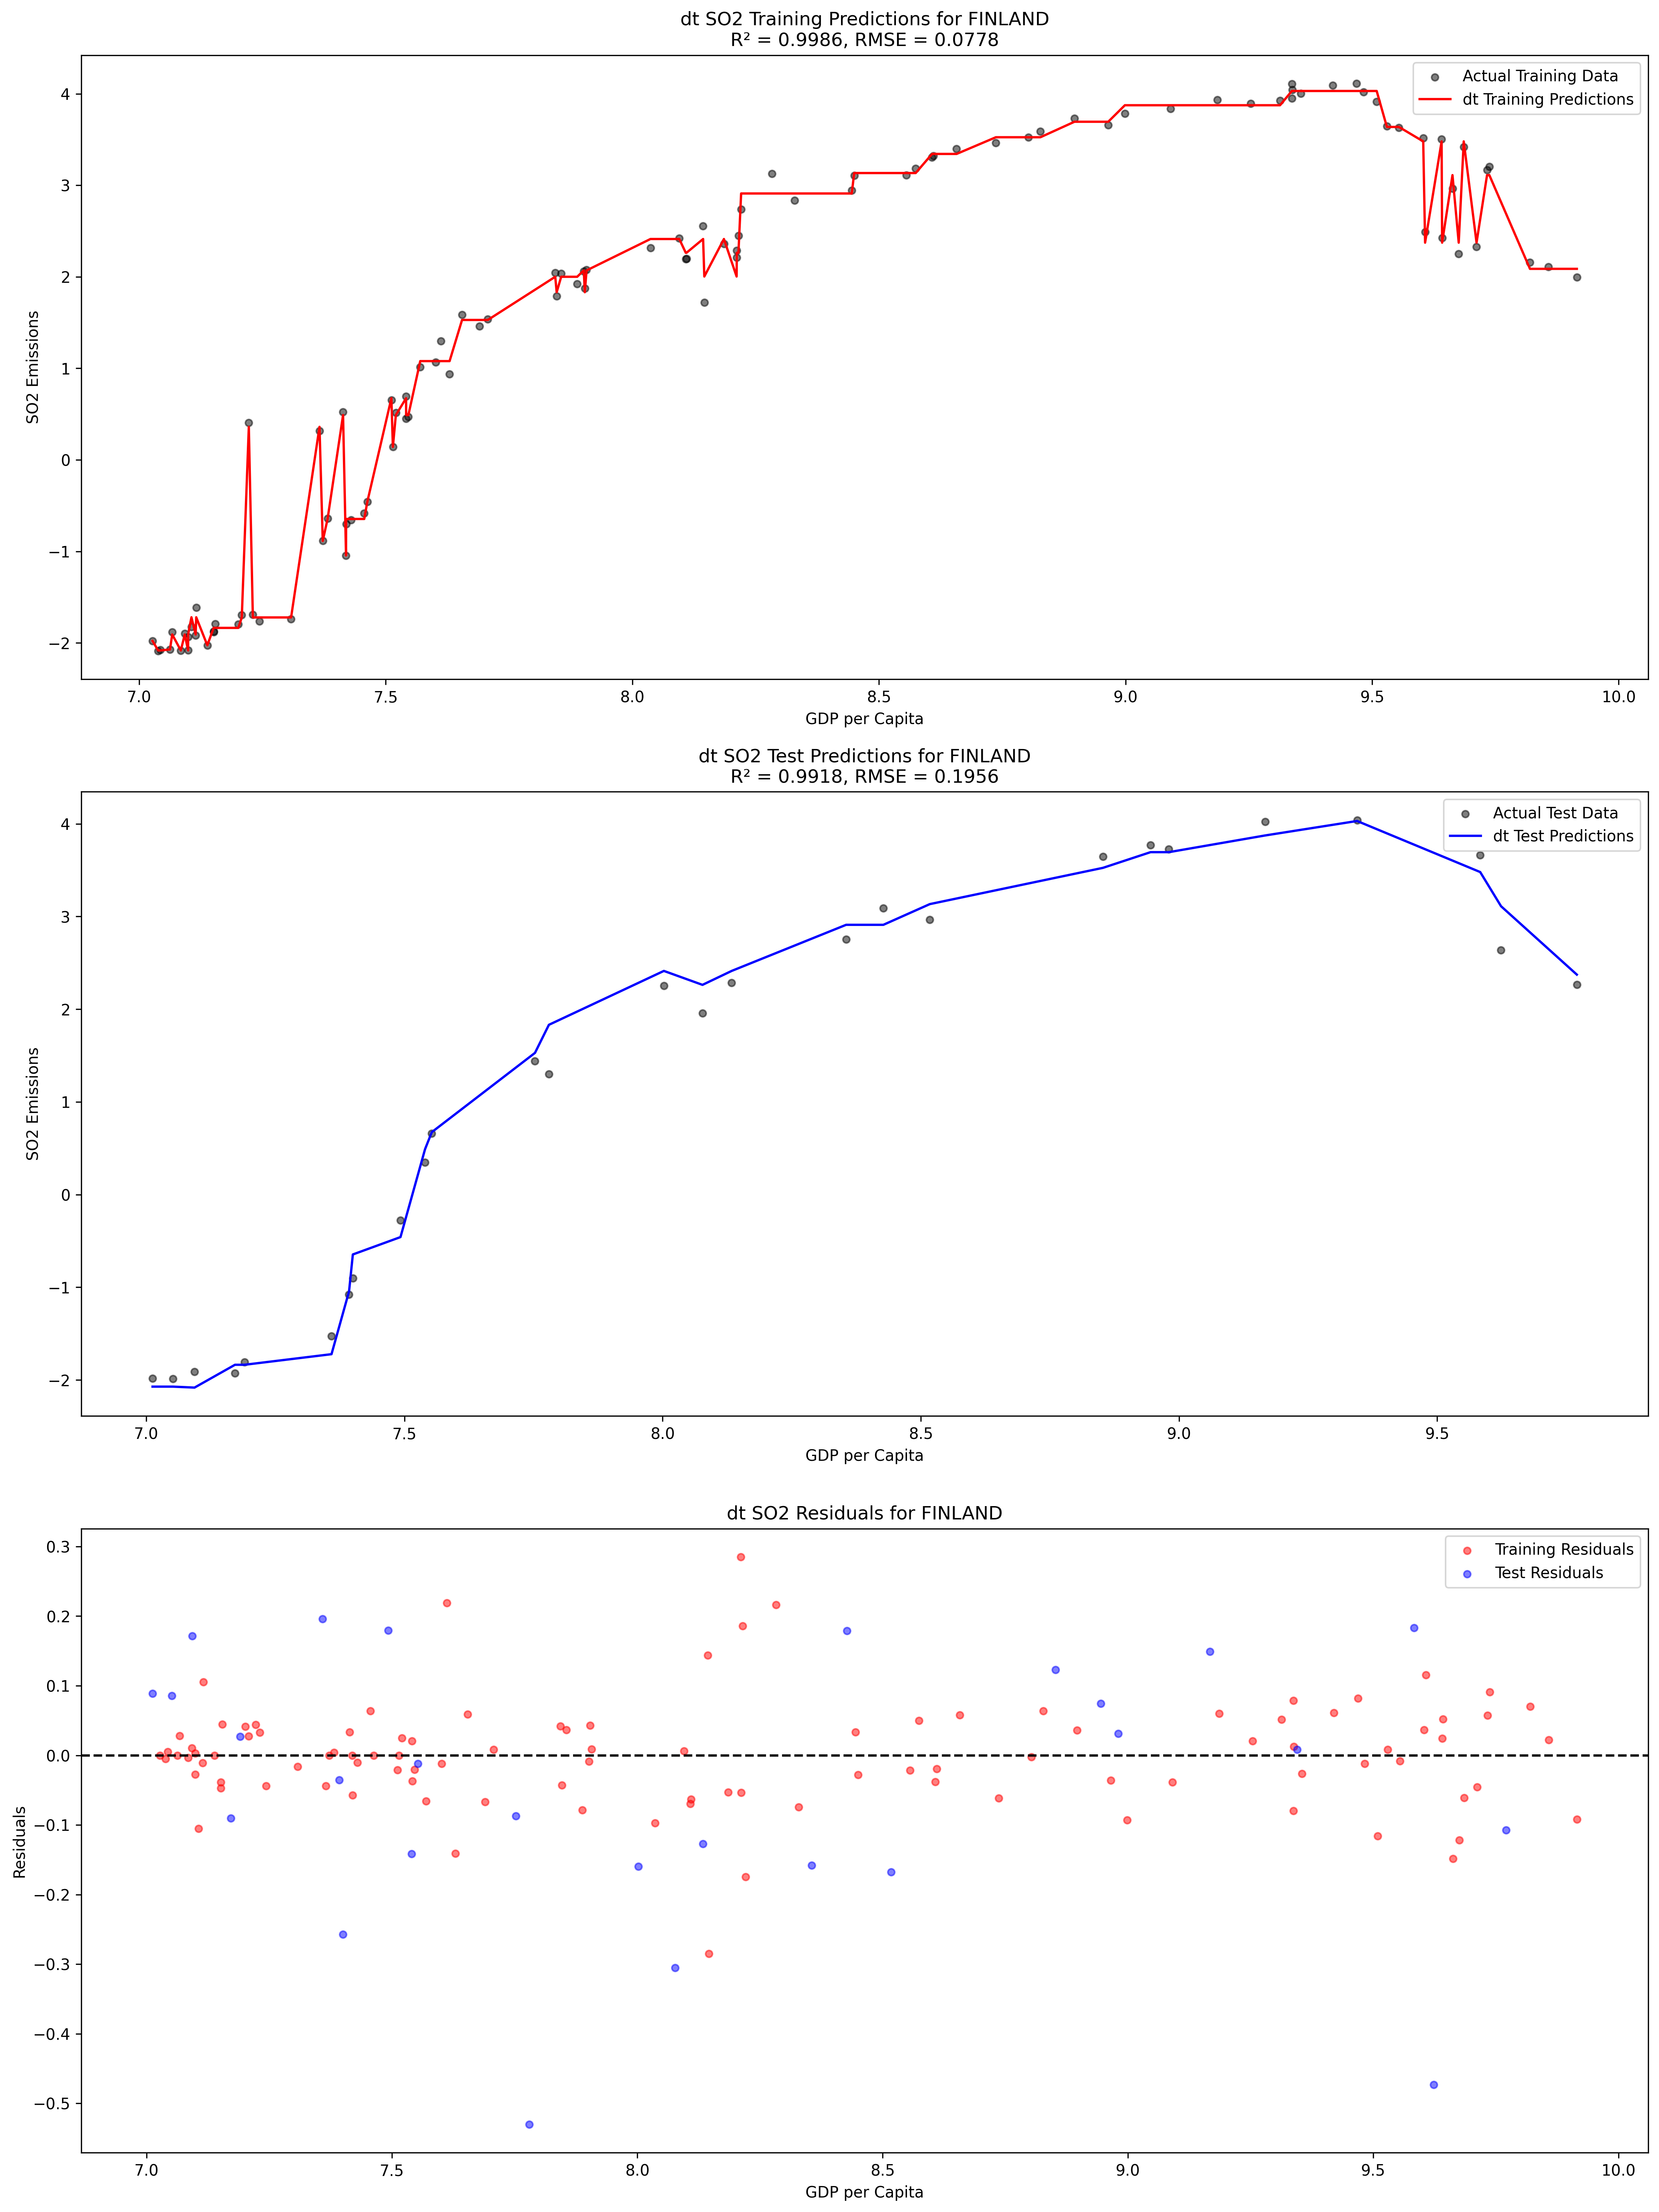 dt SO2 Training Predictions for FINLAND
R² = 0.9986, RMSE = 0.0778
Actual Training Data
dt Training Predictions
SO2 Emissions
4
3
2
1
0
−1
−2
7.0 7.5 8.0 8.5 9.0 9.5 10.0
GDP per Capita
dt SO2 Test Predictions for FINLAND
R² = 0.9918, RMSE = 0.1956
Actual Test Data
dt Test Predictions
SO2 Emissions
4
3
2
1
0
−1
−2
7.0 7.5 8.0 8.5 9.0 9.5
GDP per Capita
dt SO2 Residuals for FINLAND
Training Residuals
Test Residuals
Residuals
0.3
0.2
0.1
0.0
−0.1
−0.2
−0.3
−0.4
−0.5
7.0 7.5 8.0 8.5 9.0 9.5 10.0
GDP per Capita